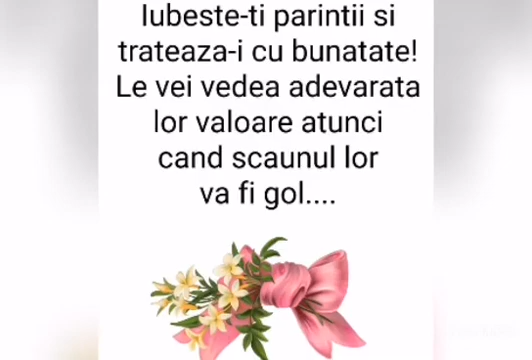 Iubeste-ti parintii si
trateaza-i cu bunatate!
Le vei vedea adevarata
lor valoare atunci
cand scaunul lor
va fi gol....